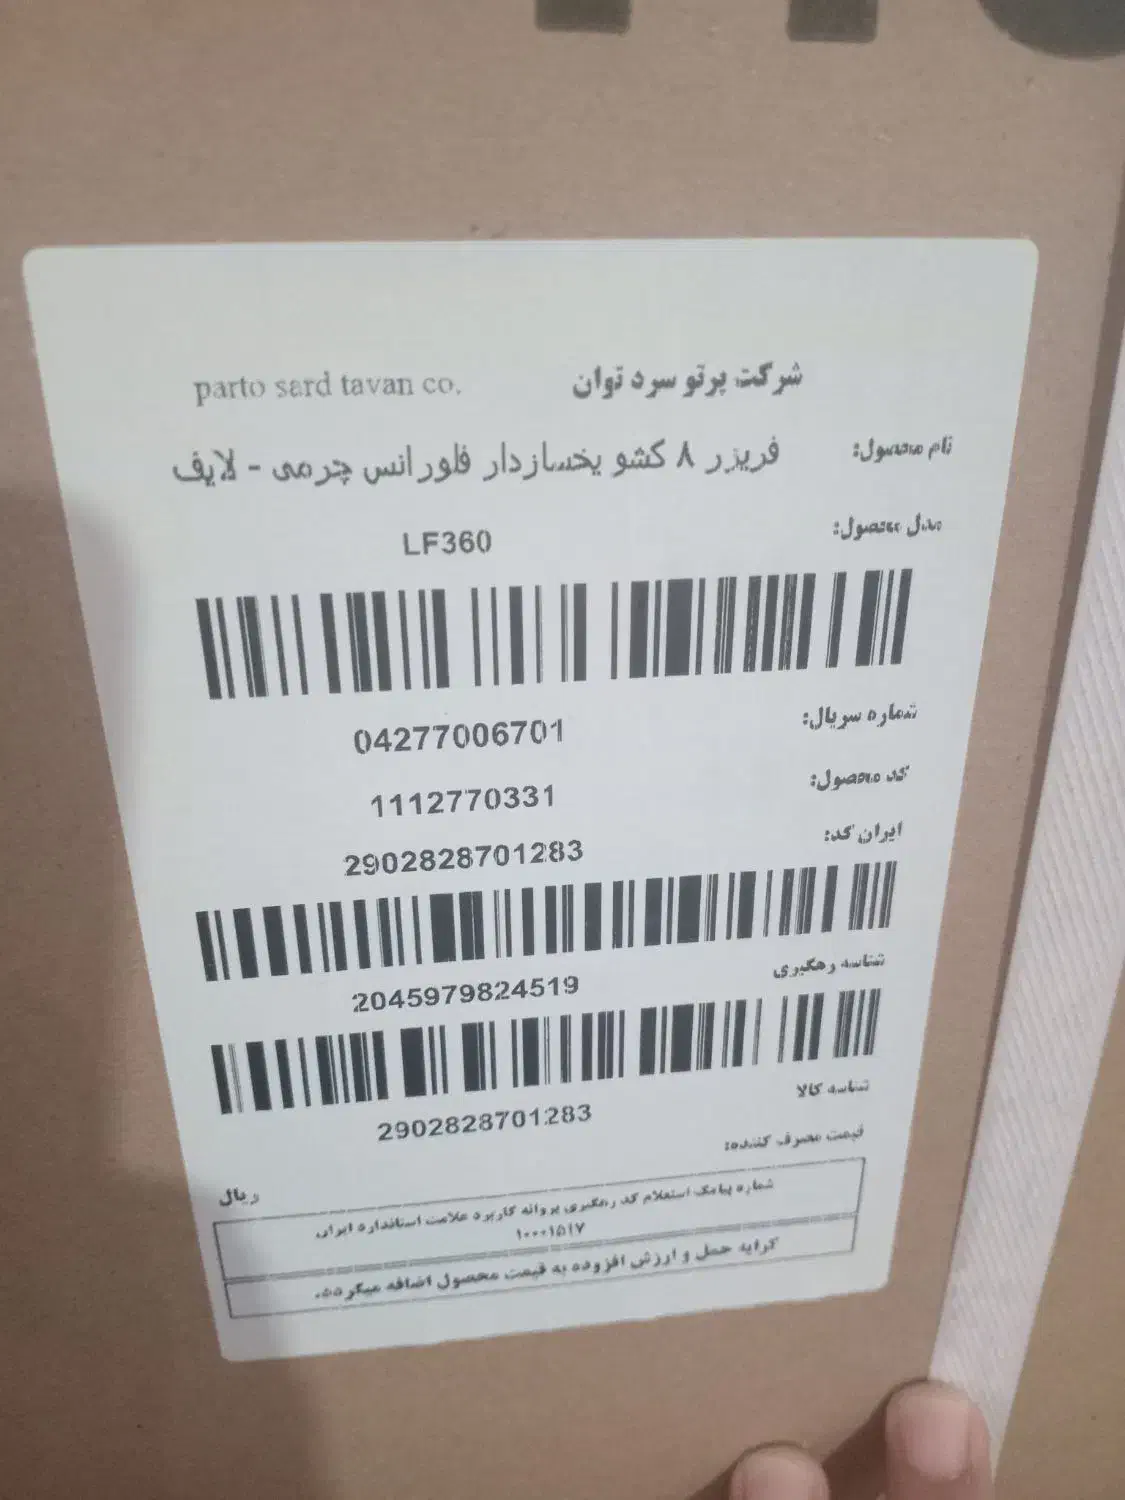 شرکت پرتو سرد توان parto sard tavan co.
نام محصول: فریزر ۸ کشو یخسازدار فلورانس چرمی - لایف
مدل محصول:
LF360
شماره سریال: 04277006701
کد محصول: 1112770331
ایران کد: 2902828701283
شناسه رهگیری 2045979824519
شناسه کالا 2902828701283
قیمت مصرف کننده:
ریال
شماره پیامک استعلام کد رهگیری پروانه کاربرد علامت استاندارد ایران
۱۰۰۰۱۵۱۷
کرایه حمل و ارزش افزوده به قیمت محصول اضافه میگردد.